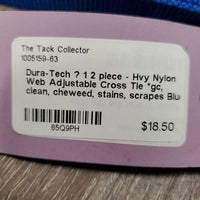 The Tack Collector
1005159-63
Dura-Tech ? 1 2 piece - Hvy Nylon
Web Adjustable Cross Tie "gc,
clean, cheweed, stains, scrapes Blue
65Q9PH
$18.50